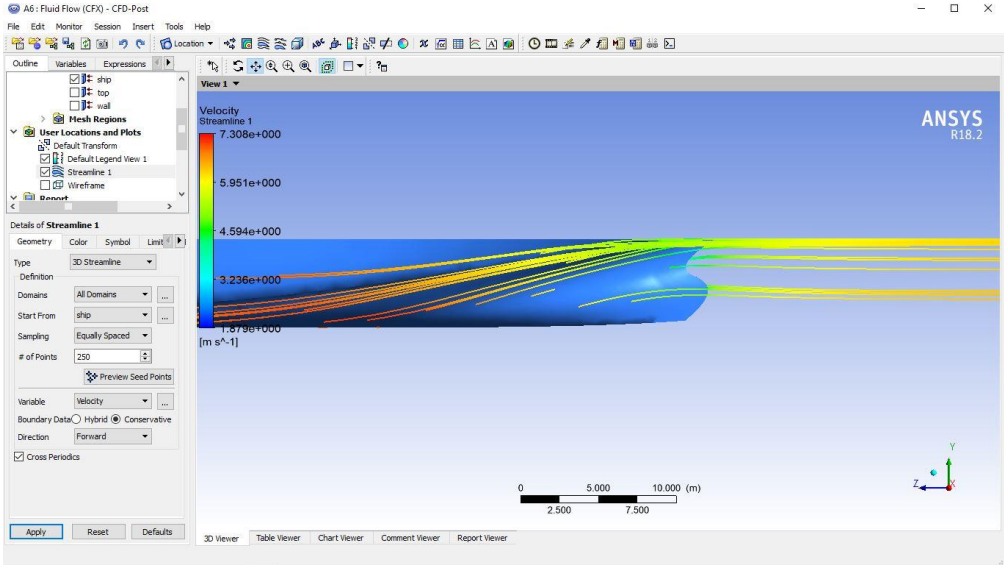 A6 : Fluid Flow (CFX) - CFD-Post
File Edit Monitor Session Insert Tools Help
Location
Outline Variables Expressions
ship
top
wall
Mesh Regions
User Locations and Plots
Default Transform
Default Legend View 1
Streamline 1
Wireframe
Report
Details of Streamline 1
Geometry Color Symbol Limit
Type 3D Streamline
Definition
Domains All Domains ...
Start From ship ...
Sampling Equally Spaced
# of Points 250
Preview Seed Points
Variable Velocity ...
Boundary Data Hybrid Conservative
Direction Forward
Cross Periodics
Apply Reset Defaults
View 1
Velocity
Streamline 1
7.308e+000
5.951e+000
4.594e+000
3.236e+000
1.879e+000
[m s^-1]
ANSYS
R18.2
Y
Z X
0 5.000 10.000 (m)
2.500 7.500
3D Viewer Table Viewer Chart Viewer Comment Viewer Report Viewer